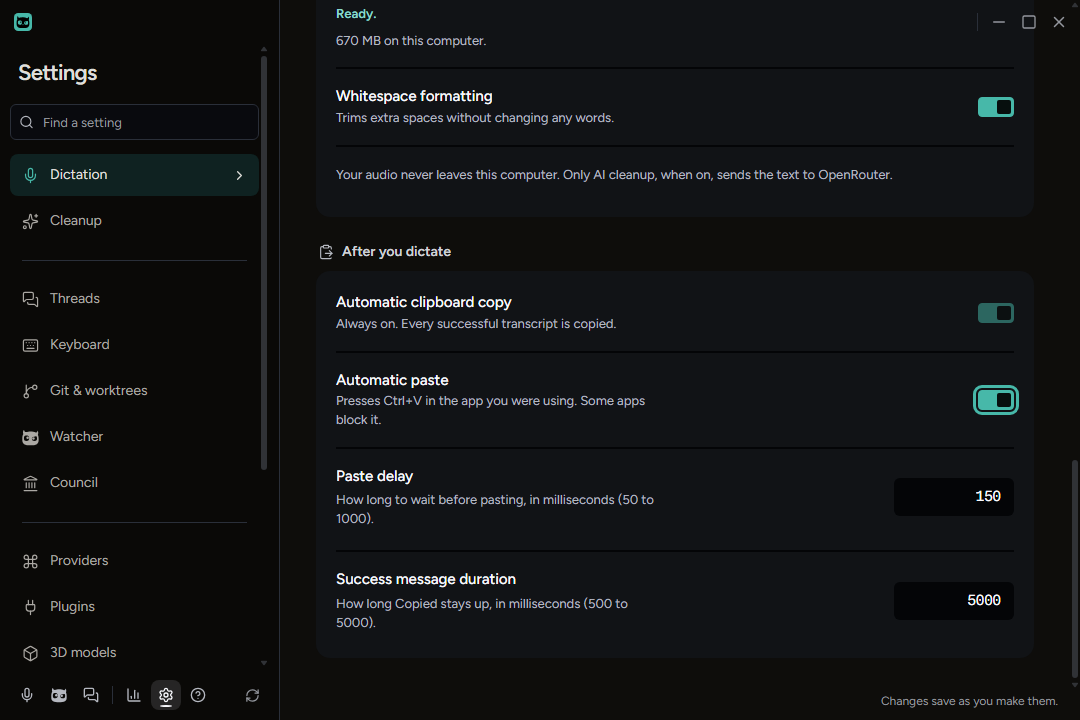 Settings
Find a setting
Dictation
Cleanup
Threads
Keyboard
Git & worktrees
Watcher
Council
Providers
Plugins
3D models
Ready.
670 MB on this computer.
Whitespace formatting
Trims extra spaces without changing any words.
Your audio never leaves this computer. Only AI cleanup, when on, sends the text to OpenRouter.
After you dictate
Automatic clipboard copy
Always on. Every successful transcript is copied.
Automatic paste
Presses Ctrl+V in the app you were using. Some apps
block it.
Paste delay
How long to wait before pasting, in milliseconds (50 to
1000).
150
Success message duration
How long Copied stays up, in milliseconds (500 to
5000).
5000
Changes save as you make them.